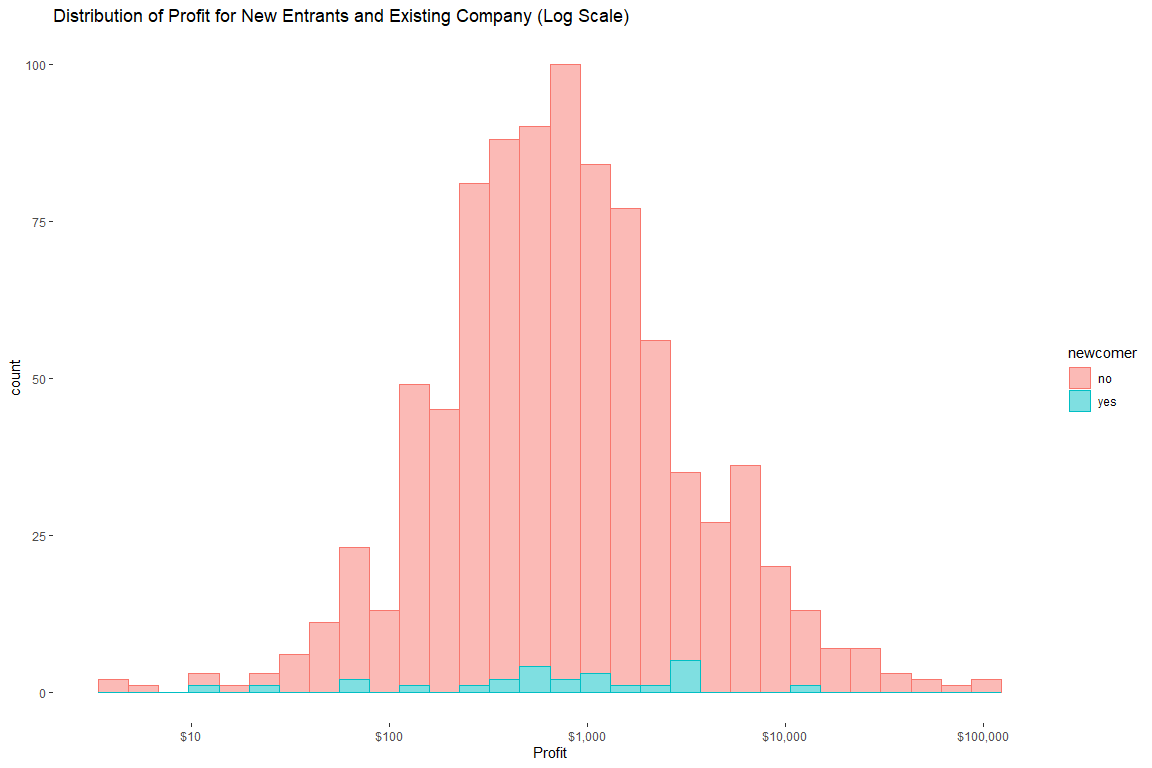 Distribution of Profit for New Entrants and Existing Company (Log Scale)
100
75
50
25
0
count
$10
$100
$1,000
$10,000
$100,000
Profit
newcomer
no
yes